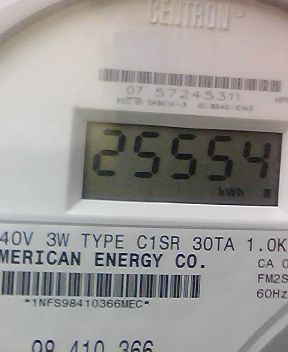 CENTRON®
07 57245311
25554
kWh
40V 3W TYPE C1SR 30TA 1.0K
MERICAN ENERGY CO.
CA 0
FM2S
60Hz
*1NFS98410366MEC*
98 410 366